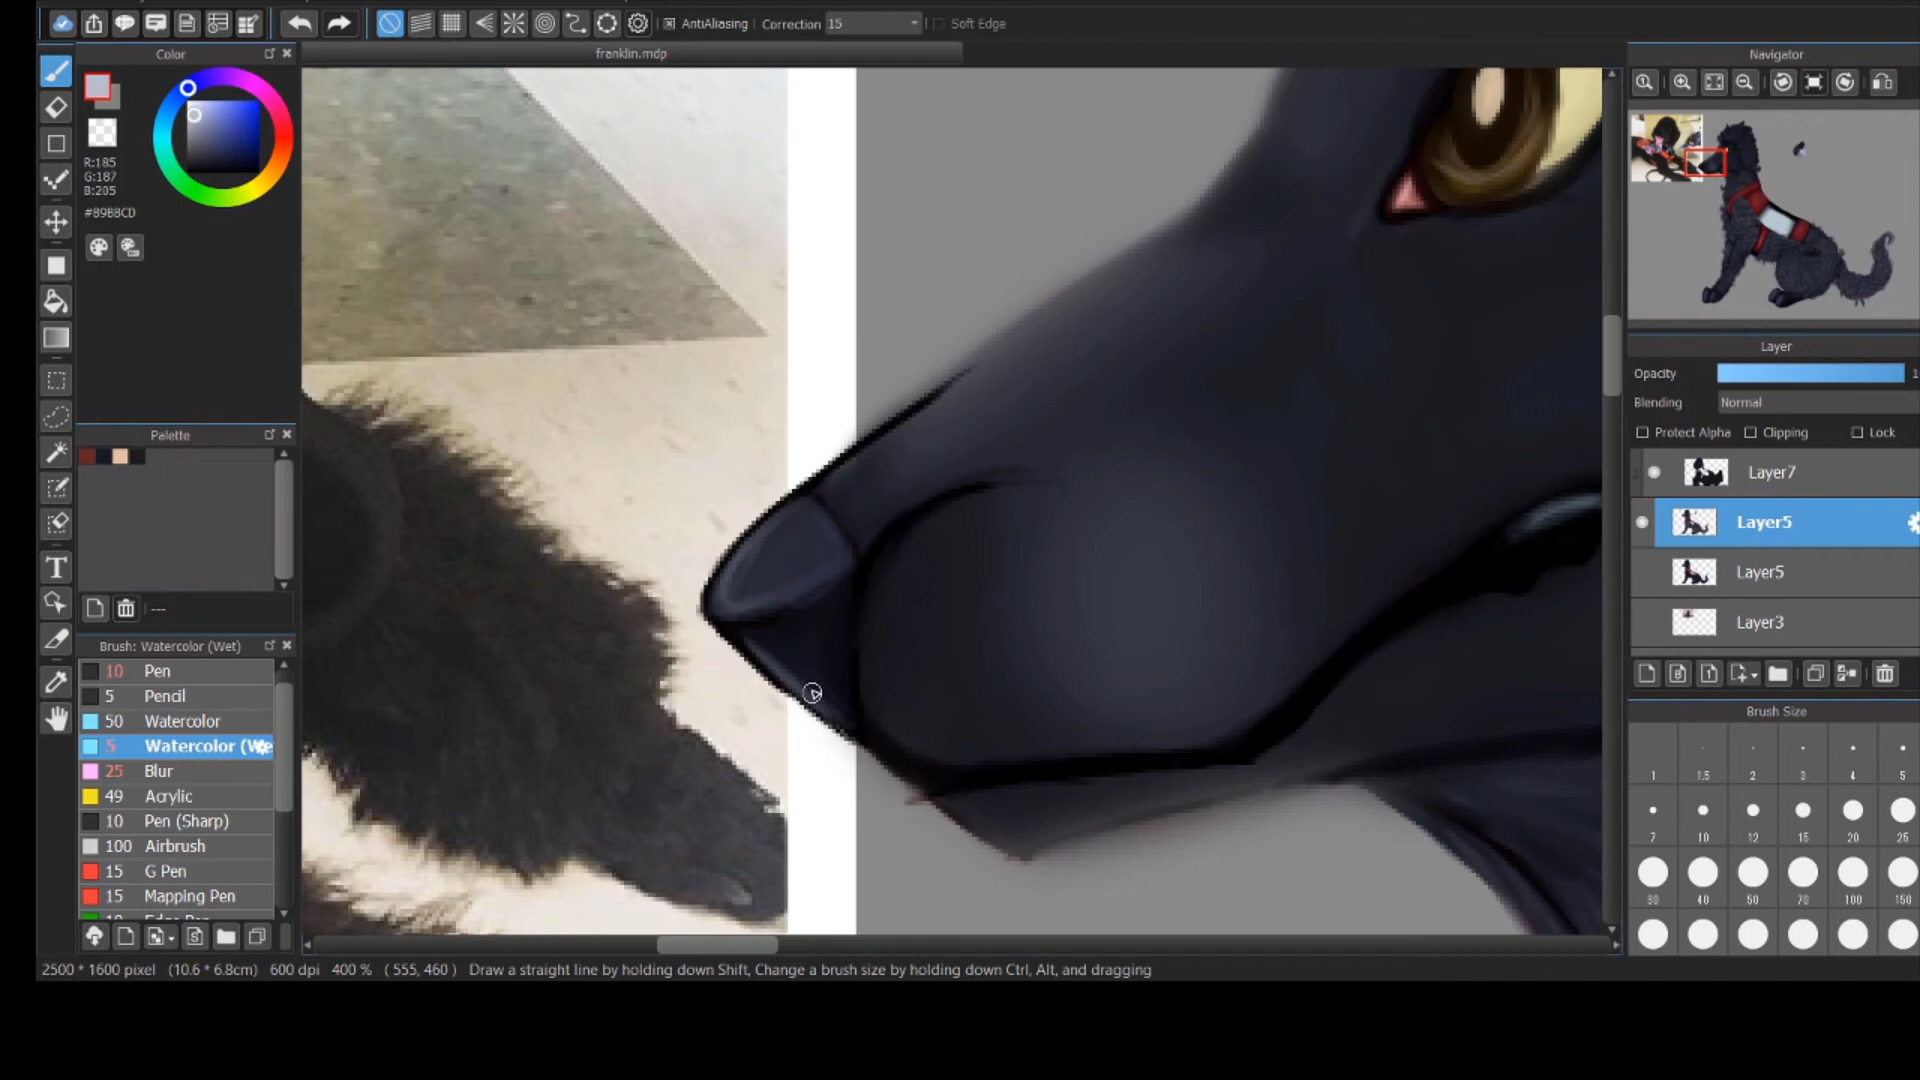 AntiAliasing Correction 15 Soft Edge
Color
franklin.mdp
Navigator
R:185
G:187
B:205
#B9BBCD
Layer
Opacity 1
Blending Normal
Protect Alpha Clipping Lock
Palette
Layer7
Layer5
Layer5
Layer3
---
Brush: Watercolor (Wet)
10 Pen
5 Pencil
50 Watercolor
5 Watercolor (We
25 Blur
49 Acrylic
10 Pen (Sharp)
100 Airbrush
15 G Pen
15 Mapping Pen
Brush Size
1 1.5 2 3 4 5
7 10 12 15 20 25
30 40 50 70 100 150
2500 * 1600 pixel (10.6 * 6.8cm) 600 dpi 400 % ( 555, 460 ) Draw a straight line by holding down Shift, Change a brush size by holding down Ctrl, Alt, and dragging